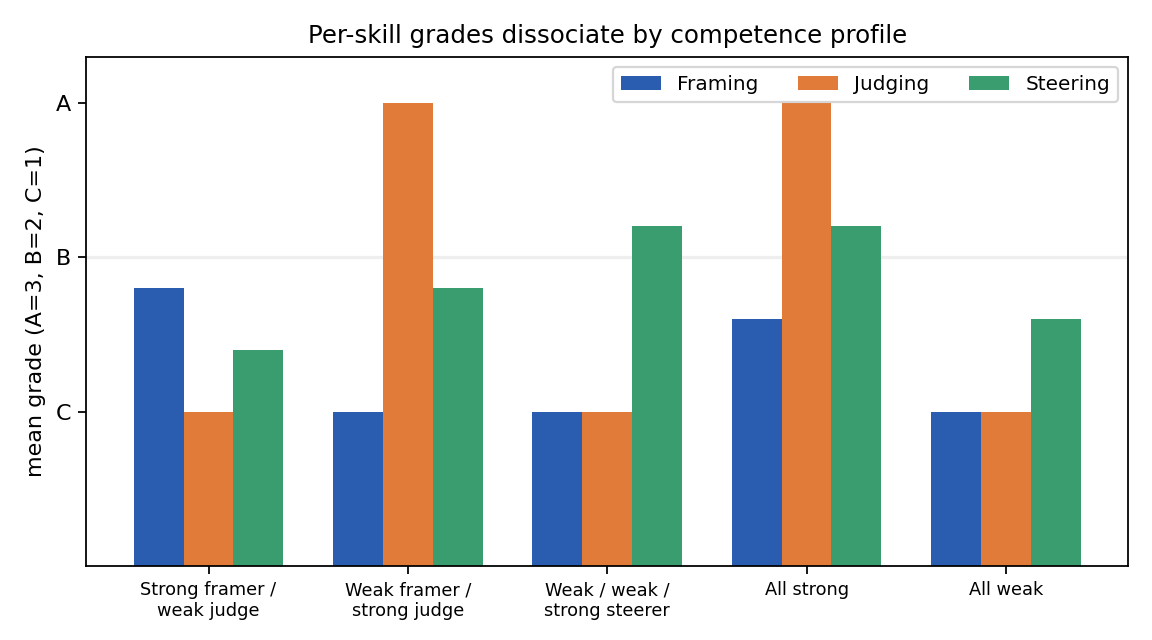 Per-skill grades dissociate by competence profile
Framing
Judging
Steering
mean grade (A=3, B=2, C=1)
A
B
C
Strong framer /
weak judge
Weak framer /
strong judge
Weak / weak /
strong steerer
All strong
All weak